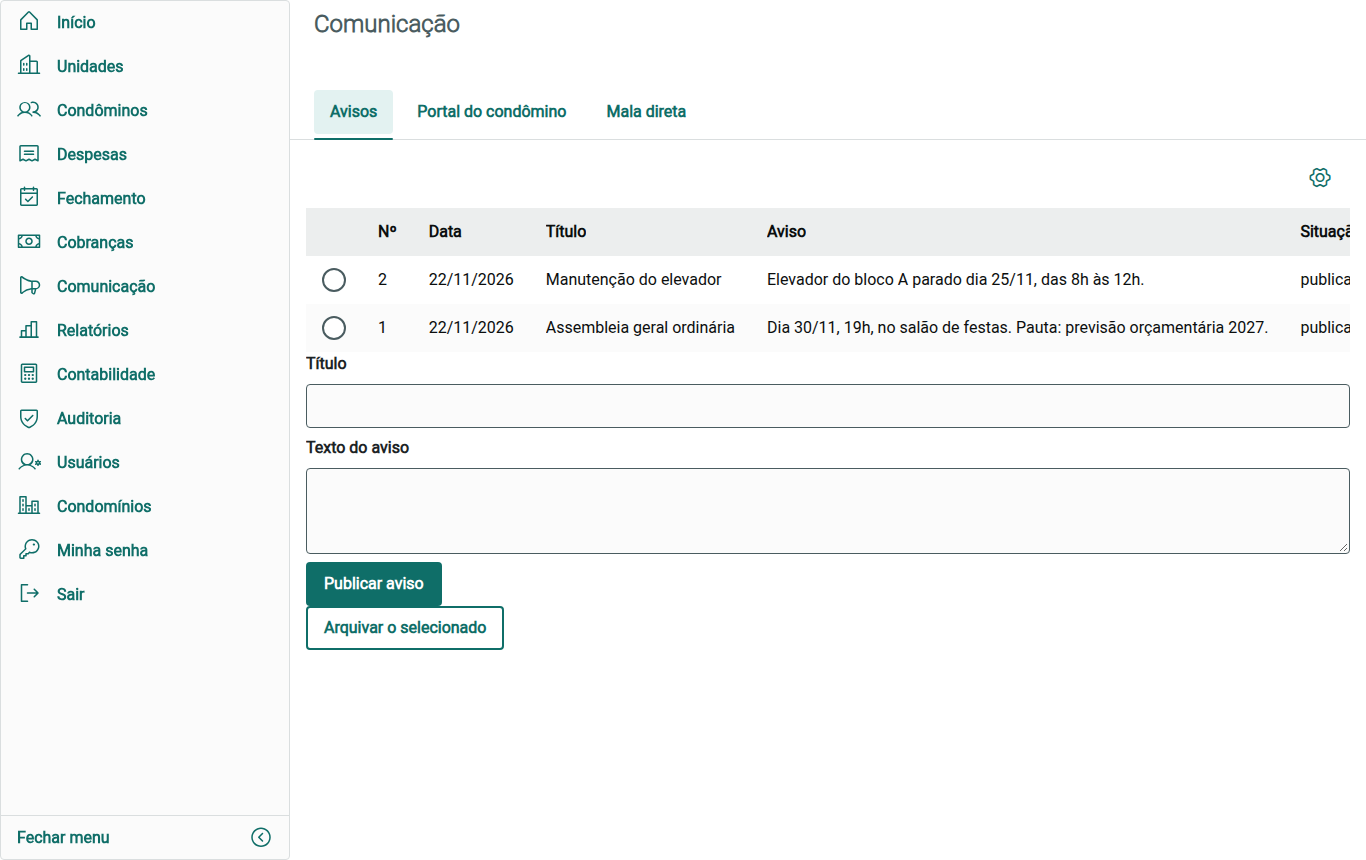 Início
Unidades
Condôminos
Despesas
Fechamento
Cobranças
Comunicação
Relatórios
Contabilidade
Auditoria
Usuários
Condomínios
Minha senha
Sair
Fechar menu
Comunicação
Avisos Portal do condômino Mala direta
Nº Data Título Aviso Situaçã
2 22/11/2026 Manutenção do elevador Elevador do bloco A parado dia 25/11, das 8h às 12h. publica
1 22/11/2026 Assembleia geral ordinária Dia 30/11, 19h, no salão de festas. Pauta: previsão orçamentária 2027. publica
Título
Texto do aviso
Publicar aviso
Arquivar o selecionado